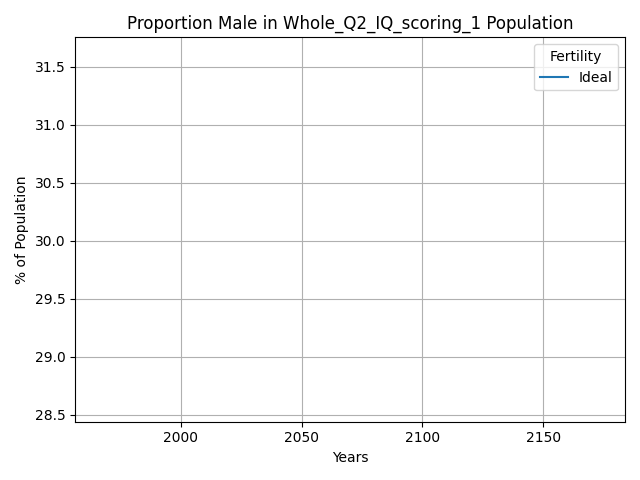 Proportion Male in Whole_Q2_IQ_scoring_1 Population
Fertility
Ideal
31.5
31.0
30.5
30.0
29.5
29.0
28.5
% of Population
2000 2050 2100 2150
Years